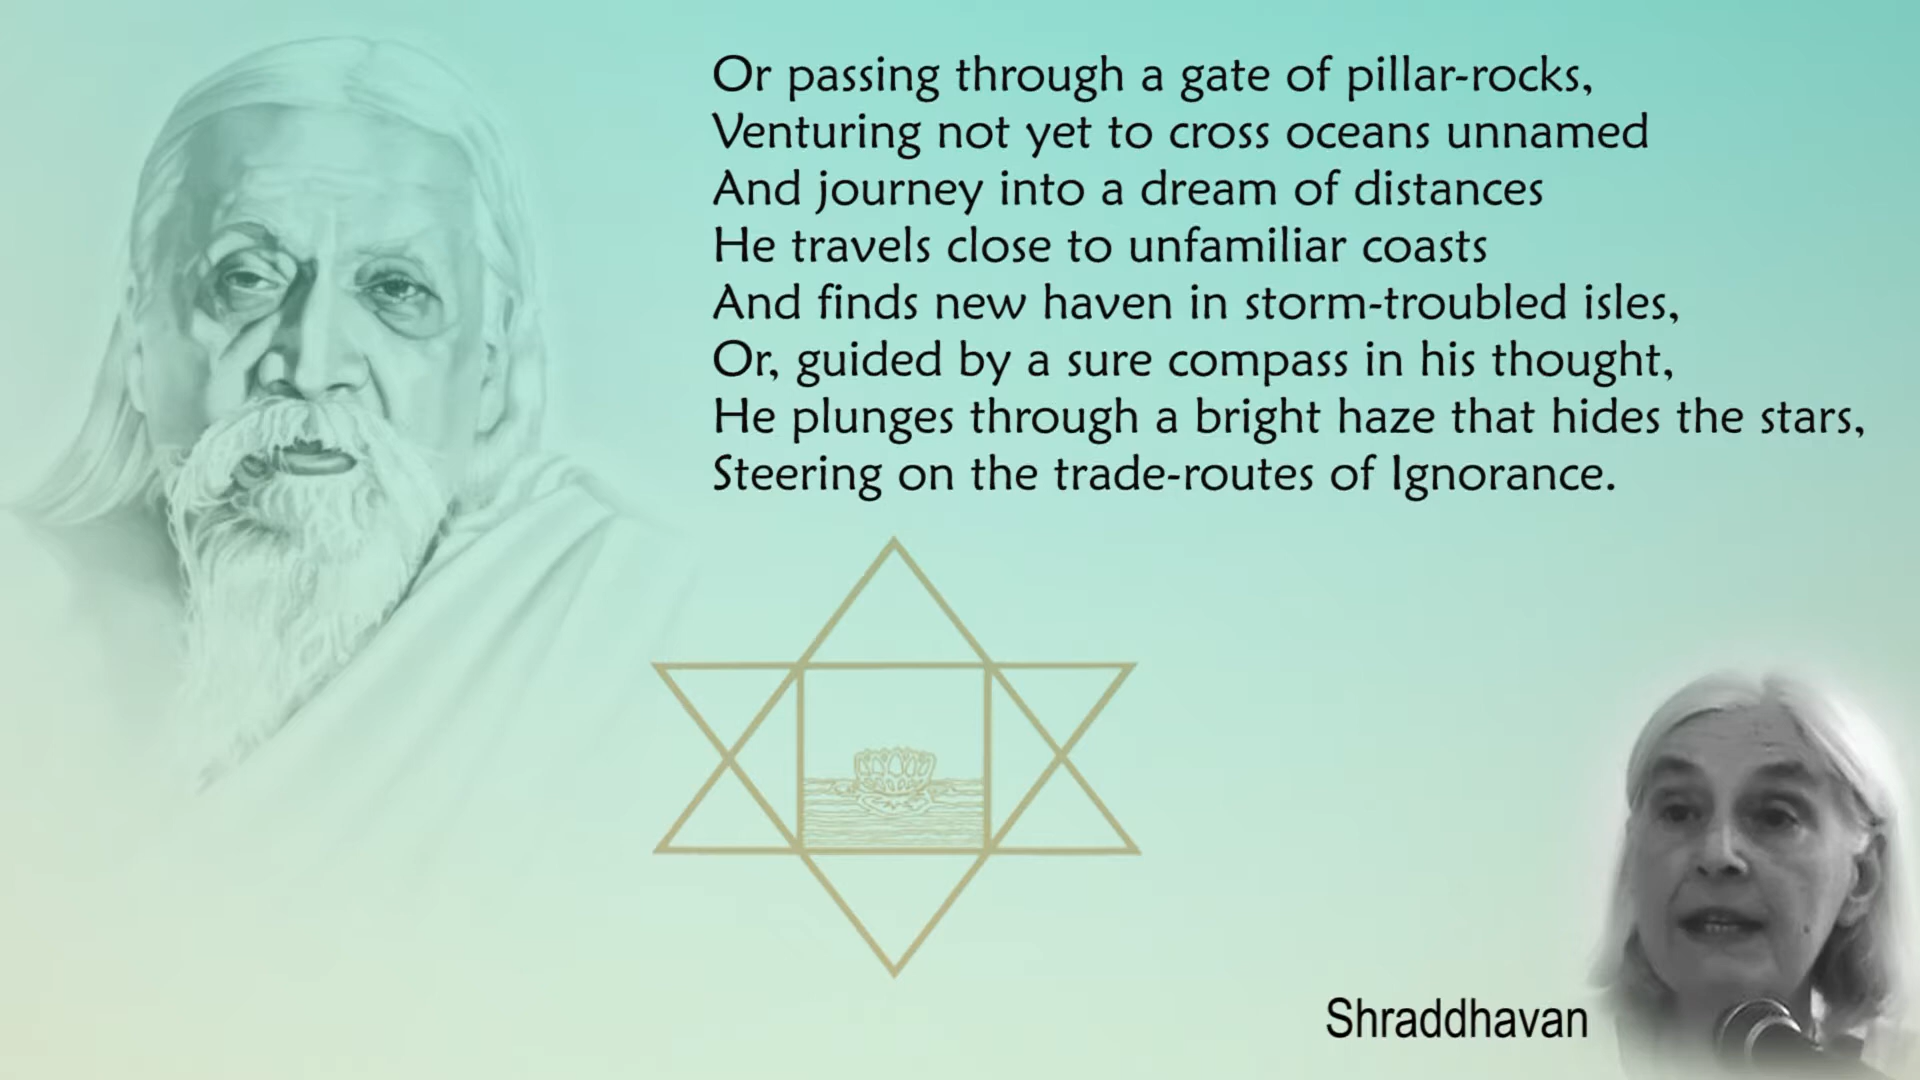 Or passing through a gate of pillar-rocks,
Venturing not yet to cross oceans unnamed
And journey into a dream of distances
He travels close to unfamiliar coasts
And finds new haven in storm-troubled isles,
Or, guided by a sure compass in his thought,
He plunges through a bright haze that hides the stars,
Steering on the trade-routes of Ignorance.
Shraddhavan